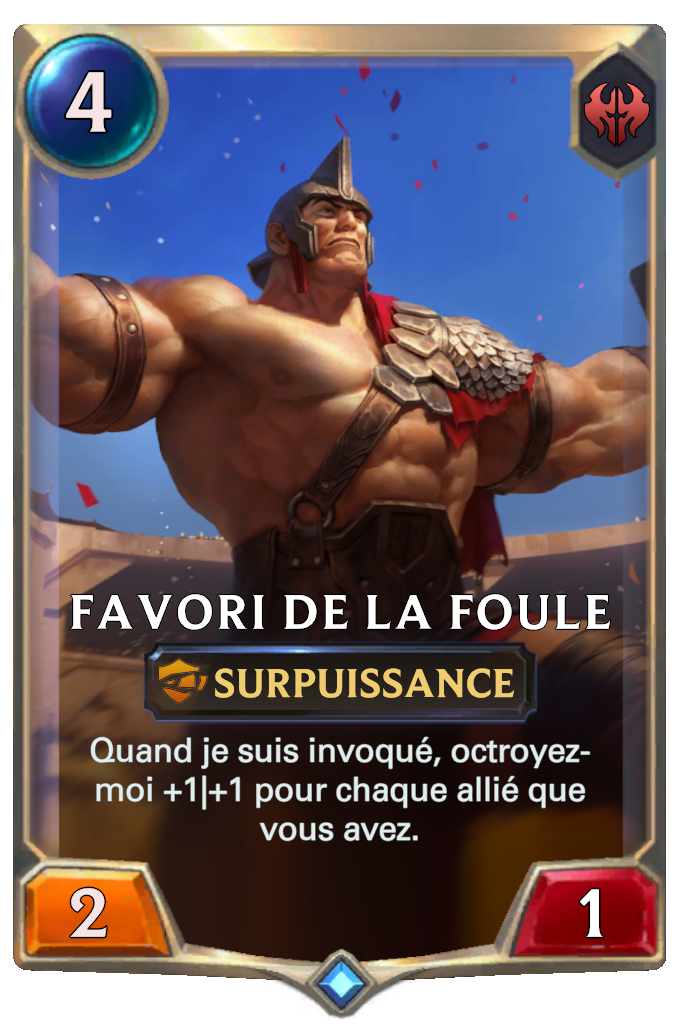 4
FAVORI DE LA FOULE
SURPUISSANCE
Quand je suis invoqué, octroyez-
moi +1|+1 pour chaque allié que
vous avez.
2
1